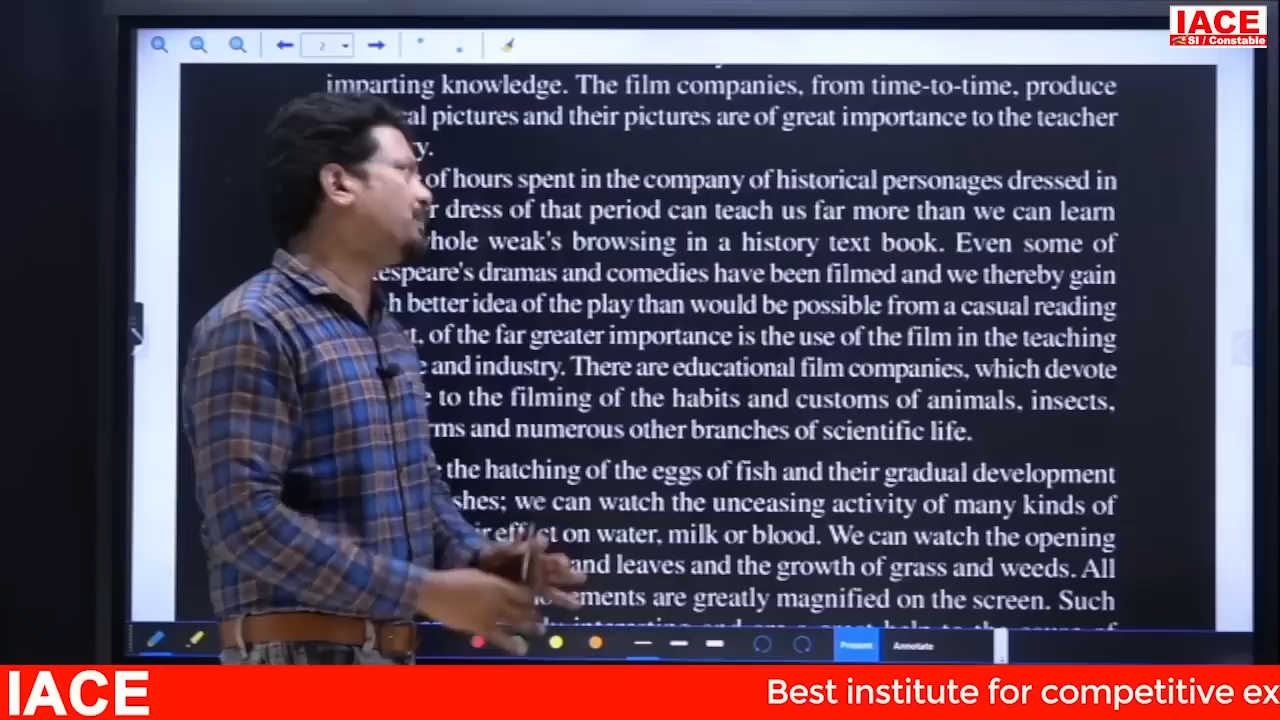 IACE
SI / Constable
2
imparting knowledge. The film companies, from time-to-time, produce
pictures and their pictures are of great importance to the teacher
of hours spent in the company of historical personages dressed in
dress of that period can teach us far more than we can learn
weak's browsing in a history text book. Even some of
dramas and comedies have been filmed and we thereby gain
better idea of the play than would be possible from a casual reading
of the far greater importance is the use of the film in the teaching
and industry. There are educational film companies, which devote
to the filming of the habits and customs of animals, insects,
and numerous other branches of scientific life.
the hatching of the eggs of fish and their gradual development
we can watch the unceasing activity of many kinds of
on water, milk or blood. We can watch the opening
and leaves and the growth of grass and weeds. All
are greatly magnified on the screen. Such
Present Annotate
IACE
Best institute for competitive ex